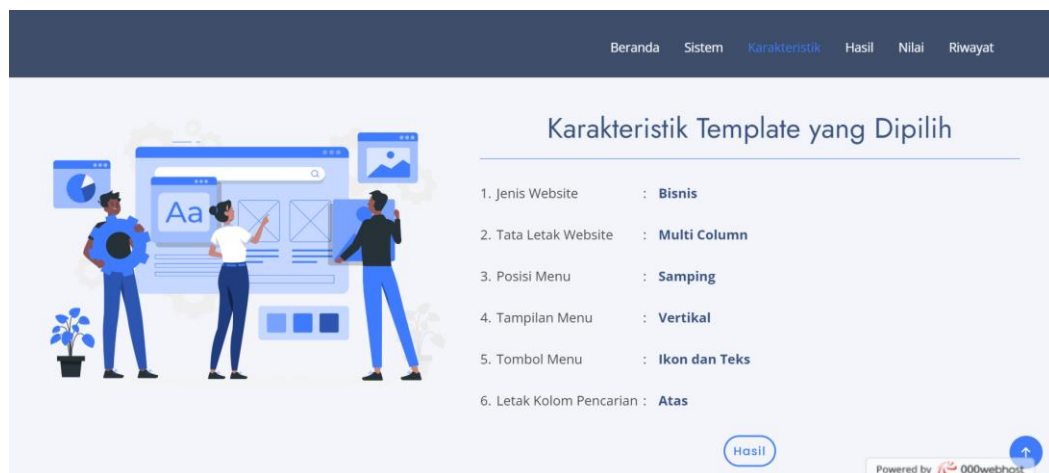 Beranda Sistem Karakteristik Hasil Nilai Riwayat
Karakteristik Template yang Dipilih
1. Jenis Website : Bisnis
2. Tata Letak Website : Multi Column
3. Posisi Menu : Samping
4. Tampilan Menu : Vertikal
5. Tombol Menu : Ikon dan Teks
6. Letak Kolom Pencarian : Atas
Aa
Hasil
Powered by 000webhost